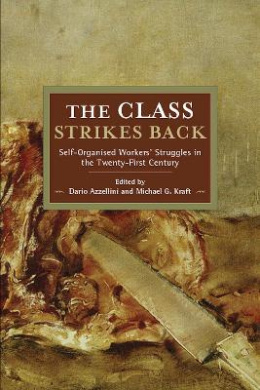 THE CLASS
STRIKES BACK
Self-Organised Workers' Struggles in
the Twenty-First Century
Edited by
Dario Azzellini and Michael G. Kraft